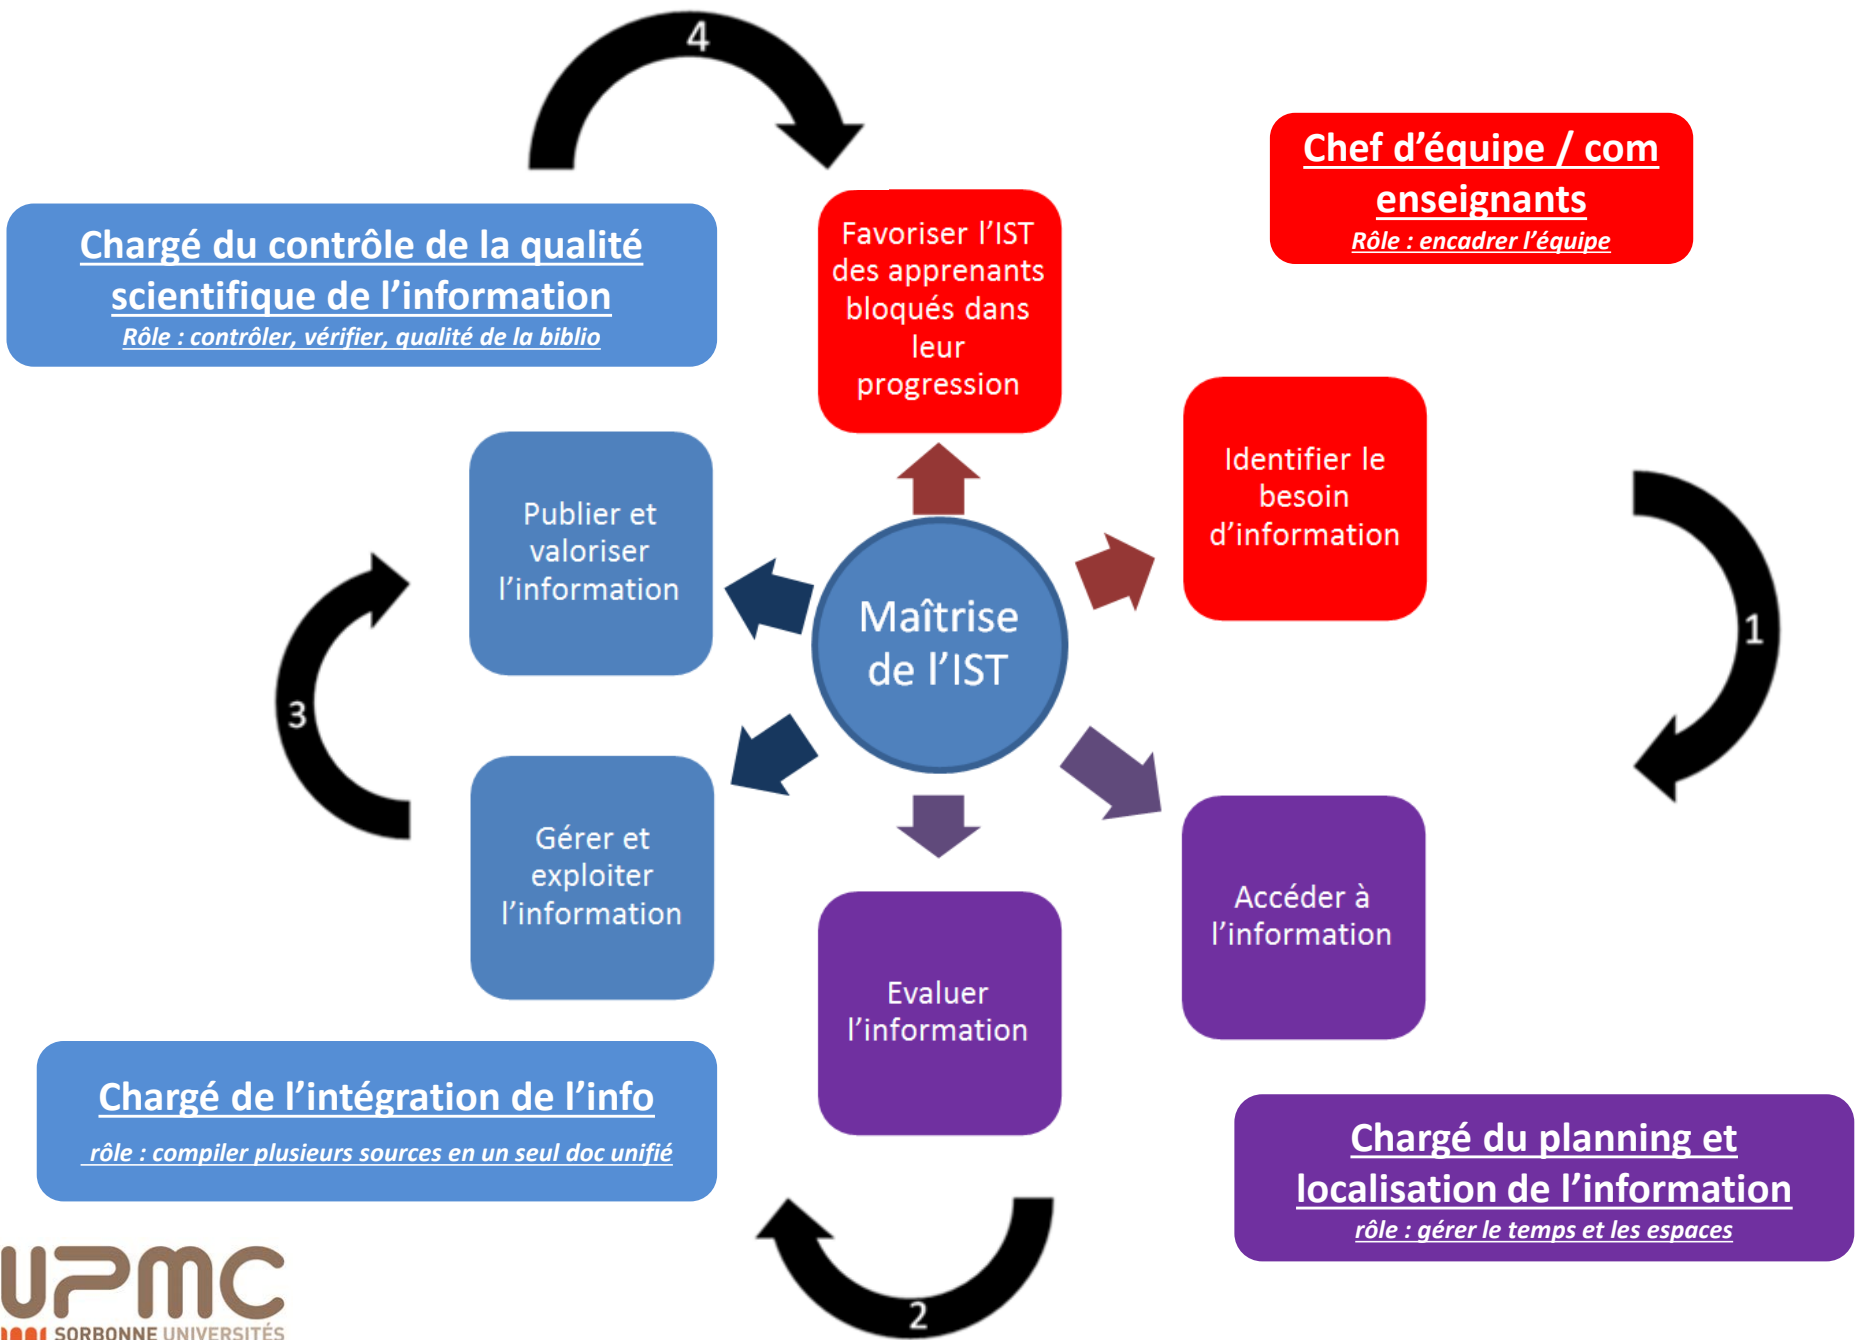 4
Chef d'équipe / com
enseignants
Rôle : encadrer l'équipe
Chargé du contrôle de la qualité
scientifique de l'information
Rôle : contrôler, vérifier, qualité de la biblio
Favoriser l'IST
des apprenants
bloqués dans
leur
progression
Identifier le
besoin
d'information
Publier et
valoriser
l'information
Maîtrise
de l'IST
1
3
Gérer et
exploiter
l'information
Accéder à
l'information
Evaluer
l'information
Chargé de l'intégration de l'info
rôle : compiler plusieurs sources en un seul doc unifié
Chargé du planning et
localisation de l'information
rôle : gérer le temps et les espaces
2
UPMC
SORBONNE UNIVERSITÉS